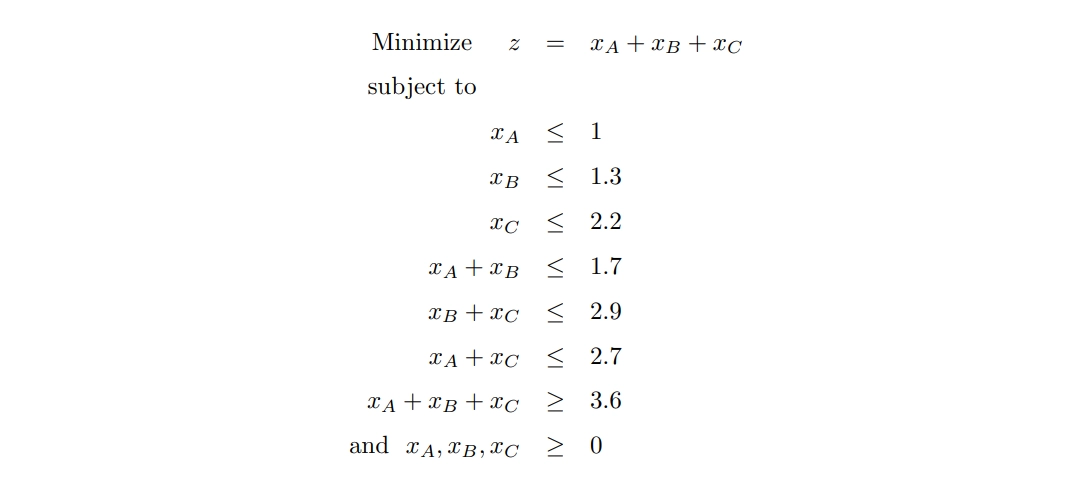 Minimize z = x_A + x_B + x_C
subject to
x_A ≤ 1
x_B ≤ 1.3
x_C ≤ 2.2
x_A + x_B ≤ 1.7
x_B + x_C ≤ 2.9
x_A + x_C ≤ 2.7
x_A + x_B + x_C ≥ 3.6
and x_A, x_B, x_C ≥ 0